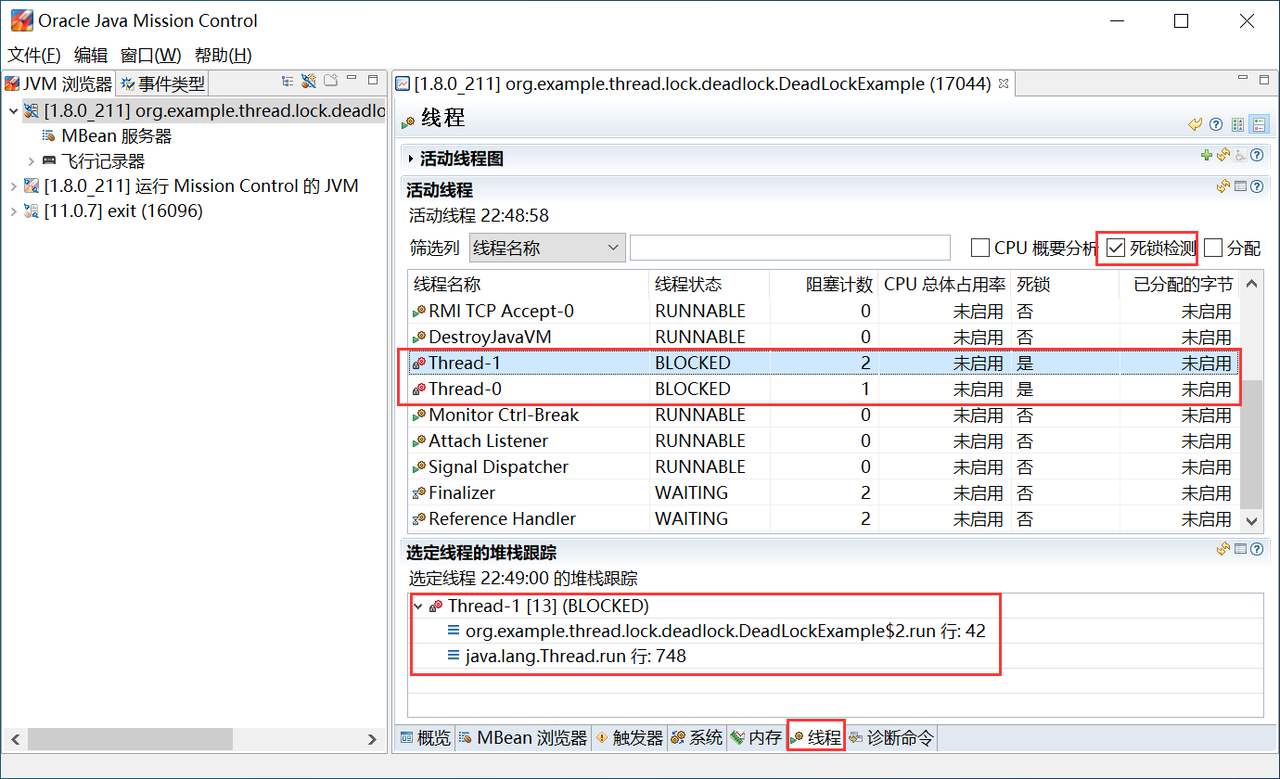 Oracle Java Mission Control
文件(F) 编辑 窗口(W) 帮助(H)
JVM 浏览器 事件类型
[1.8.0_211] org.example.thread.lock.deadlo
MBean 服务器
飞行记录器
[1.8.0_211] 运行 Mission Control 的 JVM
[11.0.7] exit (16096)
[1.8.0_211] org.example.thread.lock.deadlock.DeadLockExample (17044)
线程
活动线程图
活动线程
活动线程 22:48:58
筛选列 线程名称 CPU 概要分析 死锁检测 分配
线程名称 线程状态 阻塞计数 CPU 总体占用率 死锁 已分配的字节
RMI TCP Accept-0 RUNNABLE 0 未启用 否 未启用
DestroyJavaVM RUNNABLE 0 未启用 否 未启用
Thread-1 BLOCKED 2 未启用 是 未启用
Thread-0 BLOCKED 1 未启用 是 未启用
Monitor Ctrl-Break RUNNABLE 0 未启用 否 未启用
Attach Listener RUNNABLE 0 未启用 否 未启用
Signal Dispatcher RUNNABLE 0 未启用 否 未启用
Finalizer WAITING 2 未启用 否 未启用
Reference Handler WAITING 2 未启用 否 未启用
选定线程的堆栈跟踪
选定线程 22:49:00 的堆栈跟踪
Thread-1 [13] (BLOCKED)
org.example.thread.lock.deadlock.DeadLockExample$2.run 行: 42
java.lang.Thread.run 行: 748
概览 MBean 浏览器 触发器 系统 内存 线程 诊断命令